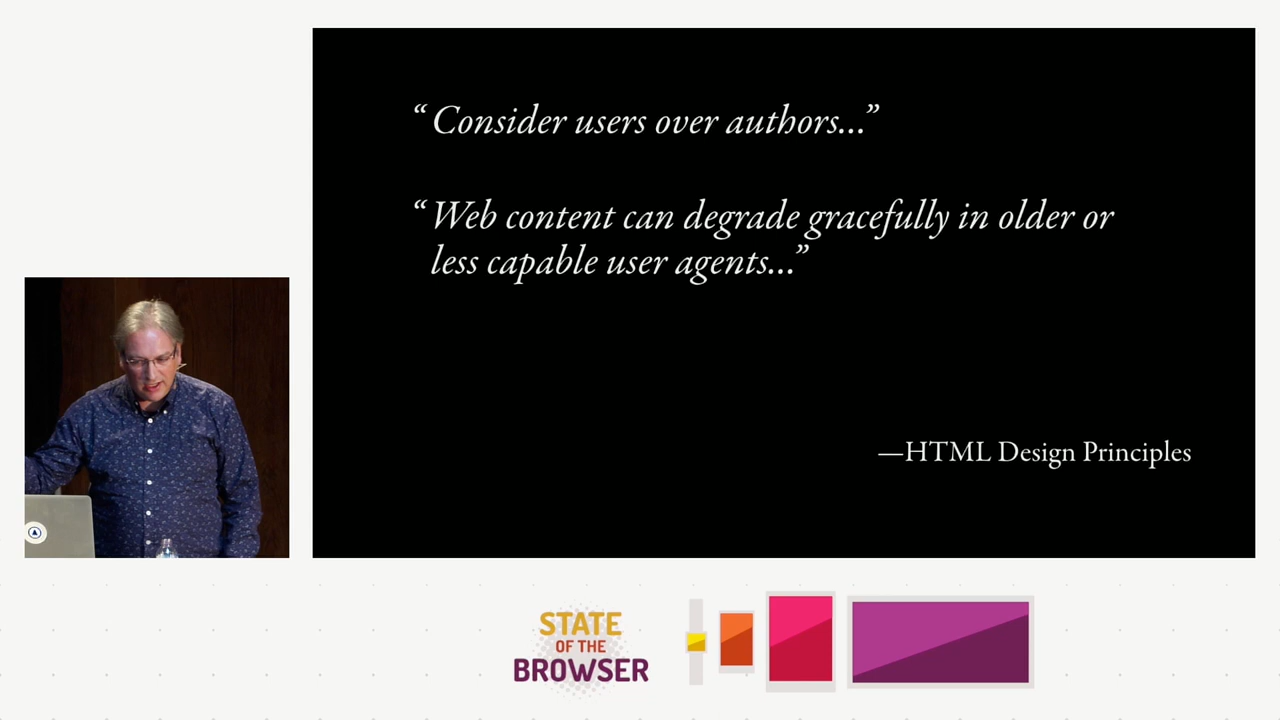 “ Consider users over authors...”
“ Web content can degrade gracefully in older or
less capable user agents...”
—HTML Design Principles
STATE
OF THE
BROWSER